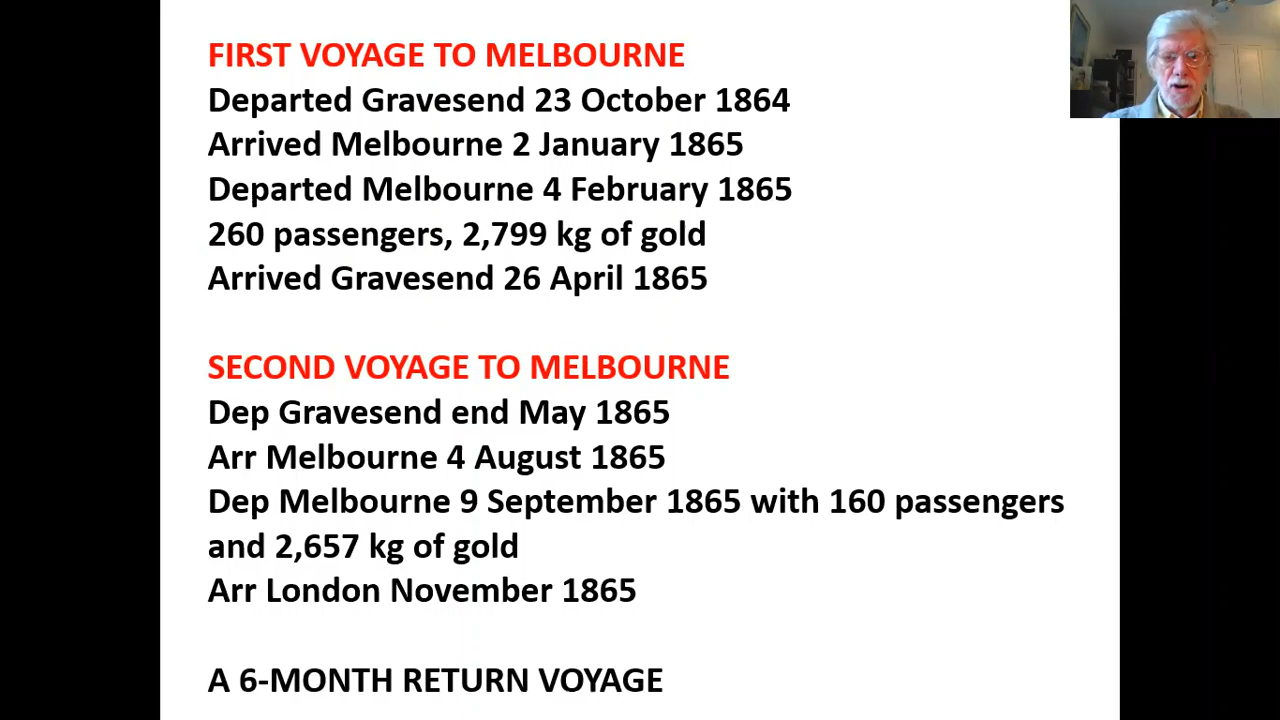 FIRST VOYAGE TO MELBOURNE
Departed Gravesend 23 October 1864
Arrived Melbourne 2 January 1865
Departed Melbourne 4 February 1865
260 passengers, 2,799 kg of gold
Arrived Gravesend 26 April 1865
SECOND VOYAGE TO MELBOURNE
Dep Gravesend end May 1865
Arr Melbourne 4 August 1865
Dep Melbourne 9 September 1865 with 160 passengers
and 2,657 kg of gold
Arr London November 1865
A 6-MONTH RETURN VOYAGE